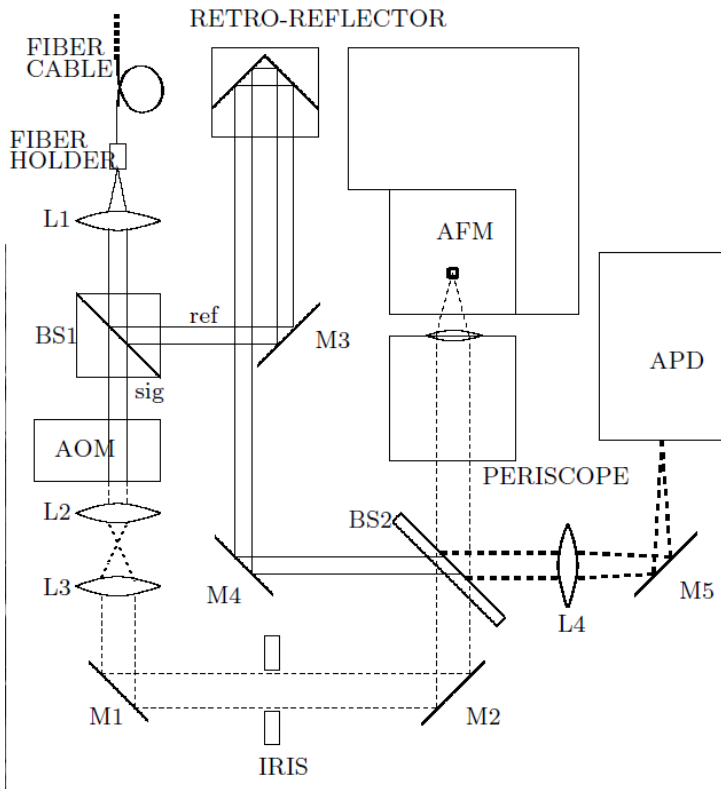 RETRO-REFLECTOR
FIBER
CABLE
FIBER
HOLDER
L1
AFM
BS1
ref
M3
APD
sig
AOM
PERISCOPE
L2
BS2
L3
M4
M5
L4
M1
M2
IRIS